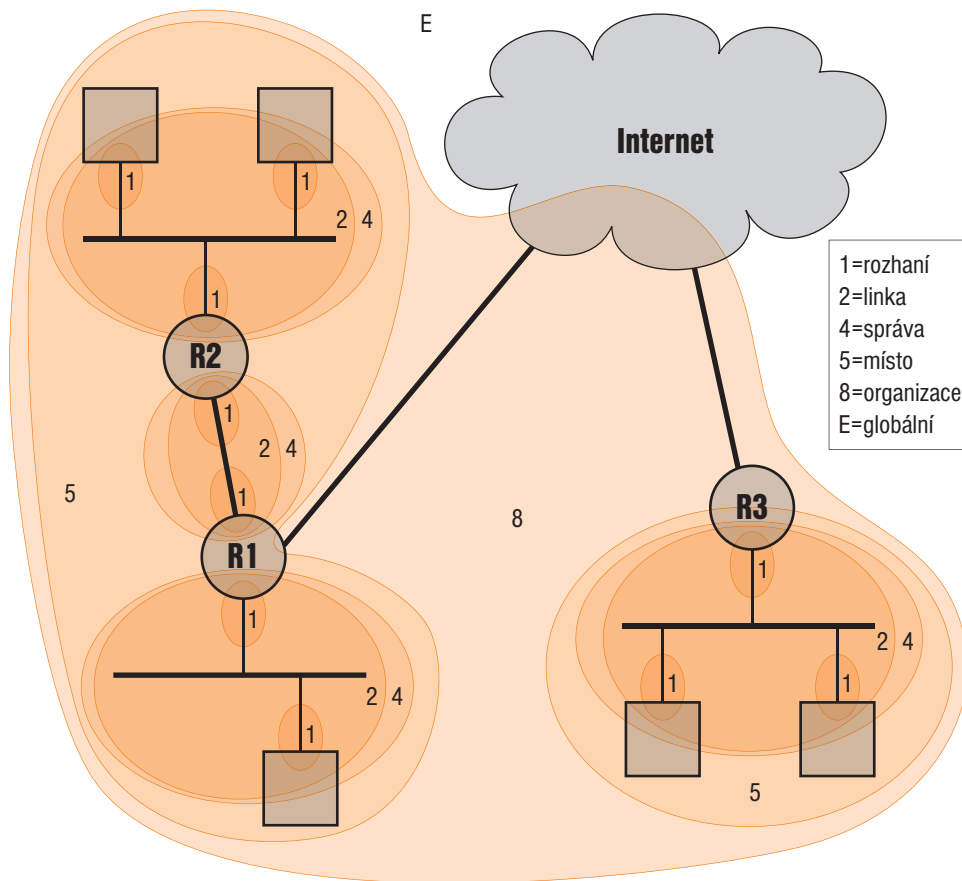 E
Internet
1
1
2 4
1
R2
1
2 4
1
R1
5
8
1
2 4
1
R3
1
2 4
1
1
5
1=rozhaní
2=linka
4=správa
5=místo
8=organizace
E=globální